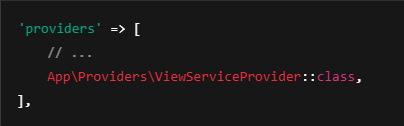 'providers' => [
// ...
App\Providers\ViewServiceProvider::class,
],